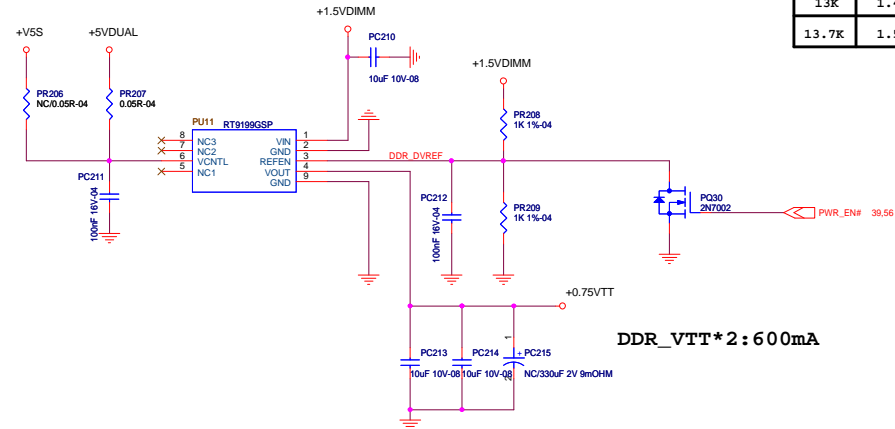 13K 1.4
13.7K 1.5
+1.5VDIMM
+V5S
+5VDUAL
PC210
10uF 10V-08
+1.5VDIMM
PR206
NC/0.05R-04
PR207
0.05R-04
PR208
1K 1%-04
PU11
RT9199GSP
8 NC3 VIN 1
7 NC2 GND 2
6 VCNTL REFEN 3
5 NC1 VOUT 4
GND 9
DDR_DVREF
PC211
100nF 16V-04
PC212
100nF 16V-04
PR209
1K 1%-04
PQ30
2N7002
PWR_EN# 39,56
+0.75VTT
DDR_VTT*2:600mA
PC213
10uF 10V-08
PC214
10uF 10V-08
1
+ PC215
2
NC/330uF 2V 9mOHM